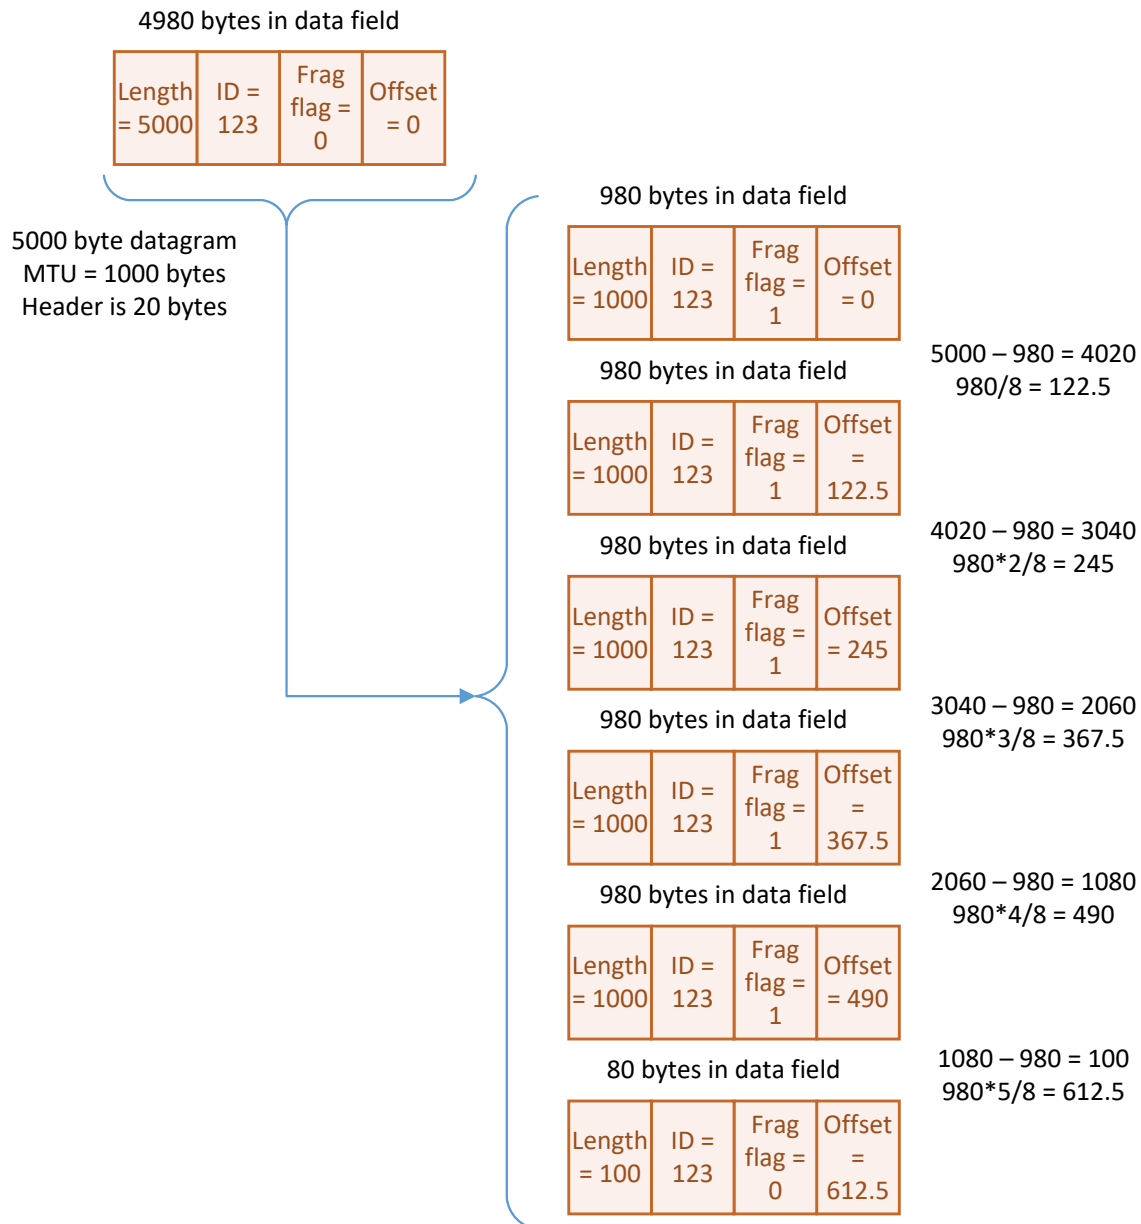 4980 bytes in data field
Length
= 5000
ID =
123
Frag
flag =
0
Offset
= 0
5000 byte datagram
MTU = 1000 bytes
Header is 20 bytes
980 bytes in data field
Length
= 1000
ID =
123
Frag
flag =
1
Offset
= 0
5000 – 980 = 4020
980/8 = 122.5
980 bytes in data field
Length
= 1000
ID =
123
Frag
flag =
1
Offset
=
122.5
4020 – 980 = 3040
980*2/8 = 245
980 bytes in data field
Length
= 1000
ID =
123
Frag
flag =
1
Offset
= 245
3040 – 980 = 2060
980*3/8 = 367.5
980 bytes in data field
Length
= 1000
ID =
123
Frag
flag =
1
Offset
=
367.5
2060 – 980 = 1080
980*4/8 = 490
980 bytes in data field
Length
= 1000
ID =
123
Frag
flag =
1
Offset
= 490
1080 – 980 = 100
980*5/8 = 612.5
80 bytes in data field
Length
= 100
ID =
123
Frag
flag =
0
Offset
=
612.5